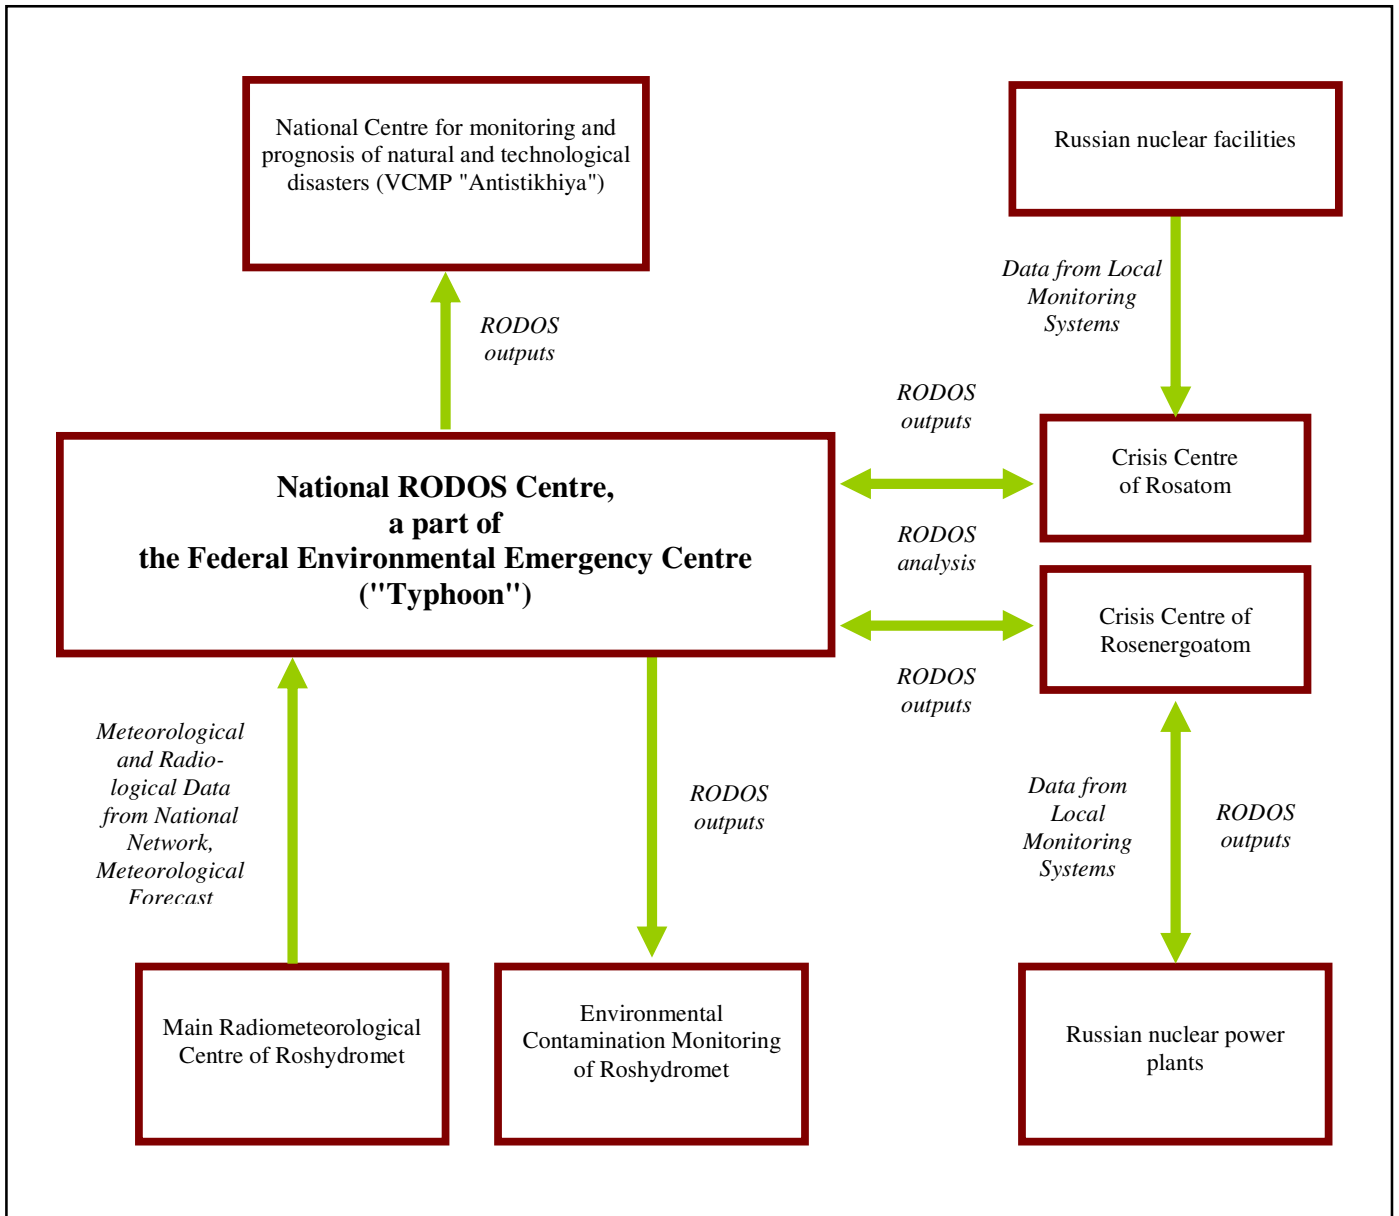 National Centre for monitoring and
prognosis of natural and technological
disasters (VCMP "Antistikhiya")
Russian nuclear facilities
RODOS
outputs
Data from Local
Monitoring
Systems
National RODOS Centre,
a part of
the Federal Environmental Emergency Centre
("Typhoon")
RODOS
outputs
RODOS
analysis
RODOS
outputs
Crisis Centre
of Rosatom
Crisis Centre of
Rosenergoatom
Meteorological
and Radio-
logical Data
from National
Network,
Meteorological
Forecast
RODOS
outputs
Data from
Local
Monitoring
Systems
RODOS
outputs
Main Radiometeorological
Centre of Roshydromet
Environmental
Contamination Monitoring
of Roshydromet
Russian nuclear power
plants